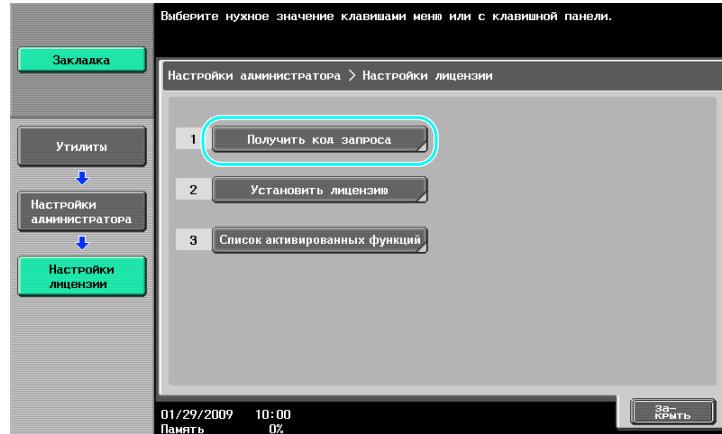 Выберите нужное значение клавишами меню или с клавишной панели.
Закладка
Настройки администратора > Настройки лицензии
Утилиты
Настройки
администратора
Настройки
лицензии
1 Получить код запроса
2 Установить лицензию
3 Список активированных функций
01/29/2009 10:00
Память 0%
За-
крыть